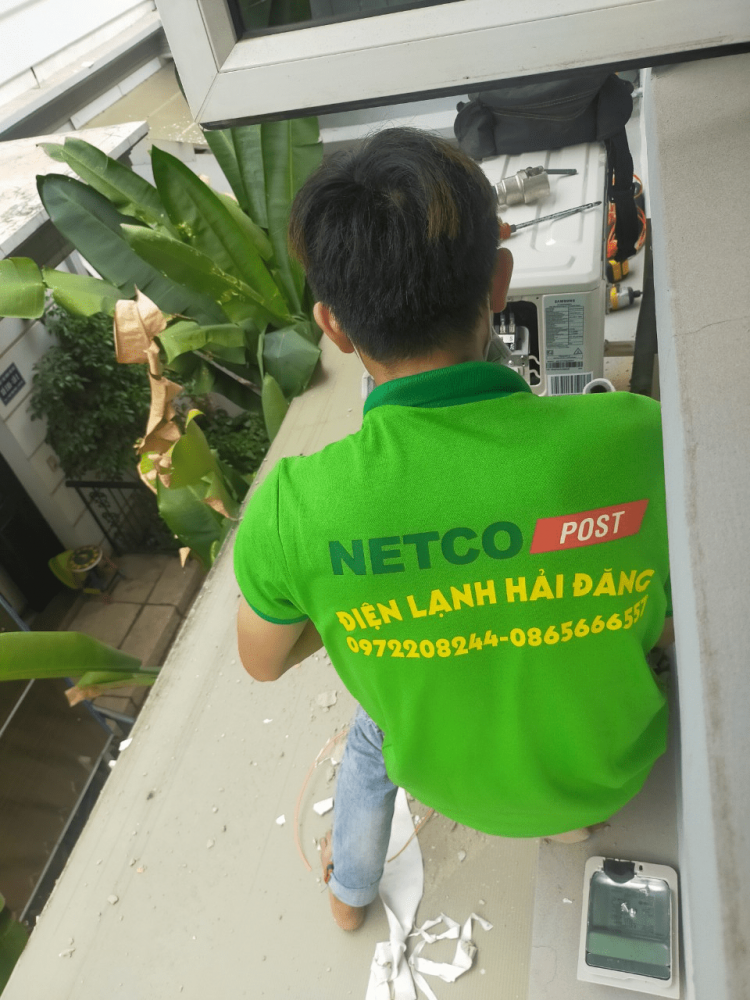 NETCO POST
ĐIỆN LẠNH HẢI ĐĂNG
0972208244-0865666557